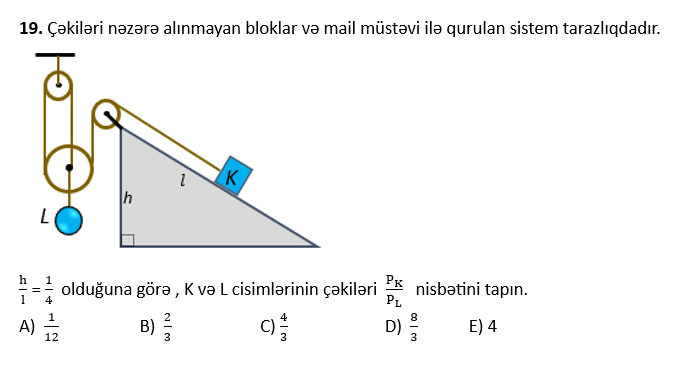 19. Çəkiləri nəzərə alınmayan bloklar və mail müstəvi ilə qurulan sistem tarazlıqdadır.
K
l
h
L
h/l = 1/4 olduğuna görə , K və L cisimlərinin çəkiləri P_K/P_L nisbətini tapın.
A) 1/12 B) 2/3 C) 4/3 D) 8/3 E) 4